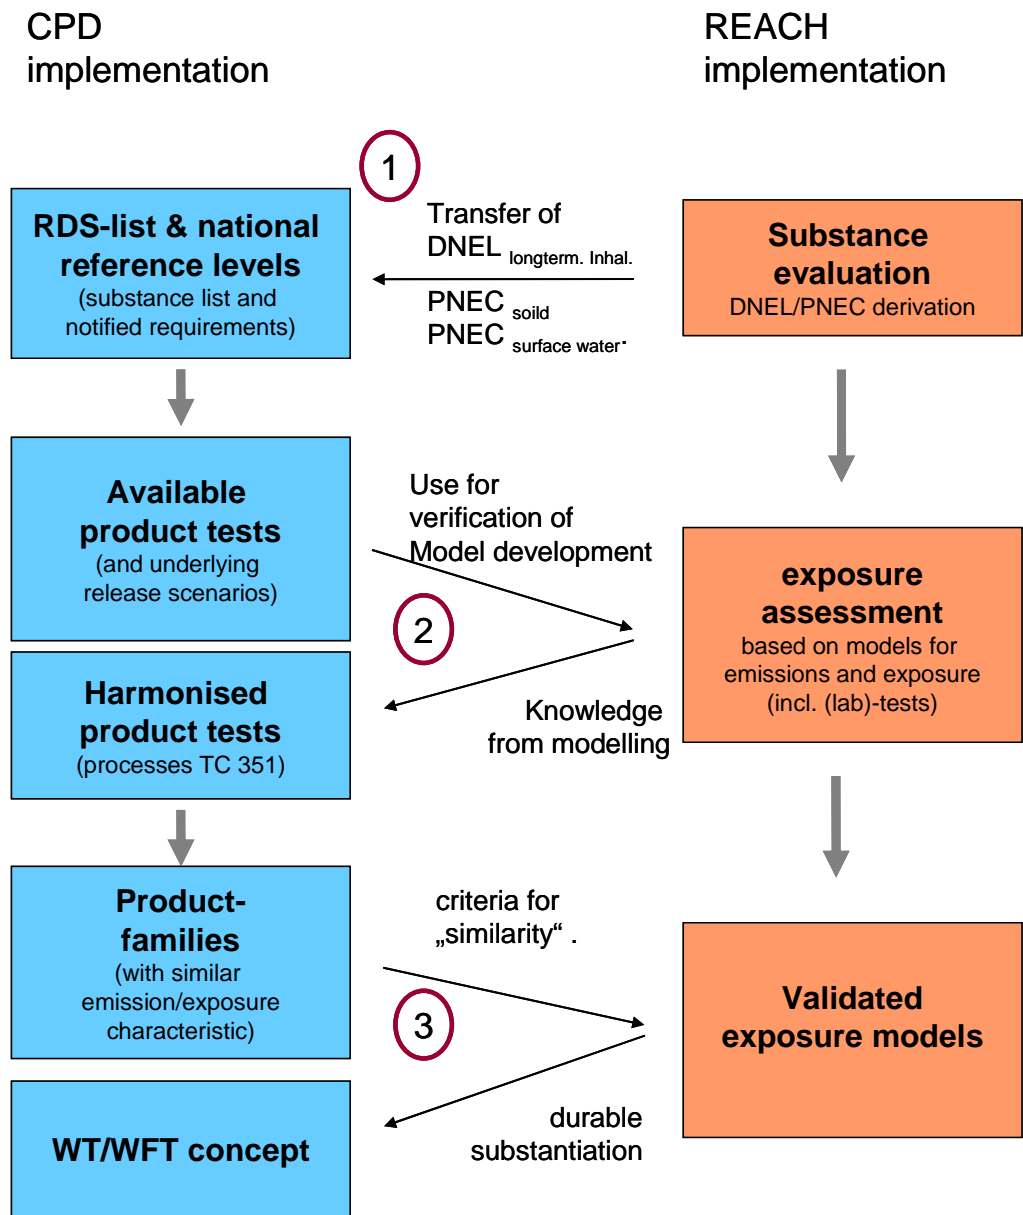 CPD
implementation
REACH
implementation
1
RDS-list & national
reference levels
(substance list and
notified requirements)
Transfer of
DNEL longterm. Inhal.
PNEC soild
PNEC surface water.
Substance
evaluation
DNEL/PNEC derivation
Available
product tests
(and underlying
release scenarios)
Use for
verification of
Model development
2
exposure
assessment
based on models for
emissions and exposure
(incl. (lab)-tests)
Harmonised
product tests
(processes TC 351)
Knowledge
from modelling
Product-
families
(with similar
emission/exposure
characteristic)
criteria for
„similarity“ .
3
Validated
exposure models
WT/WFT concept
durable
substantiation